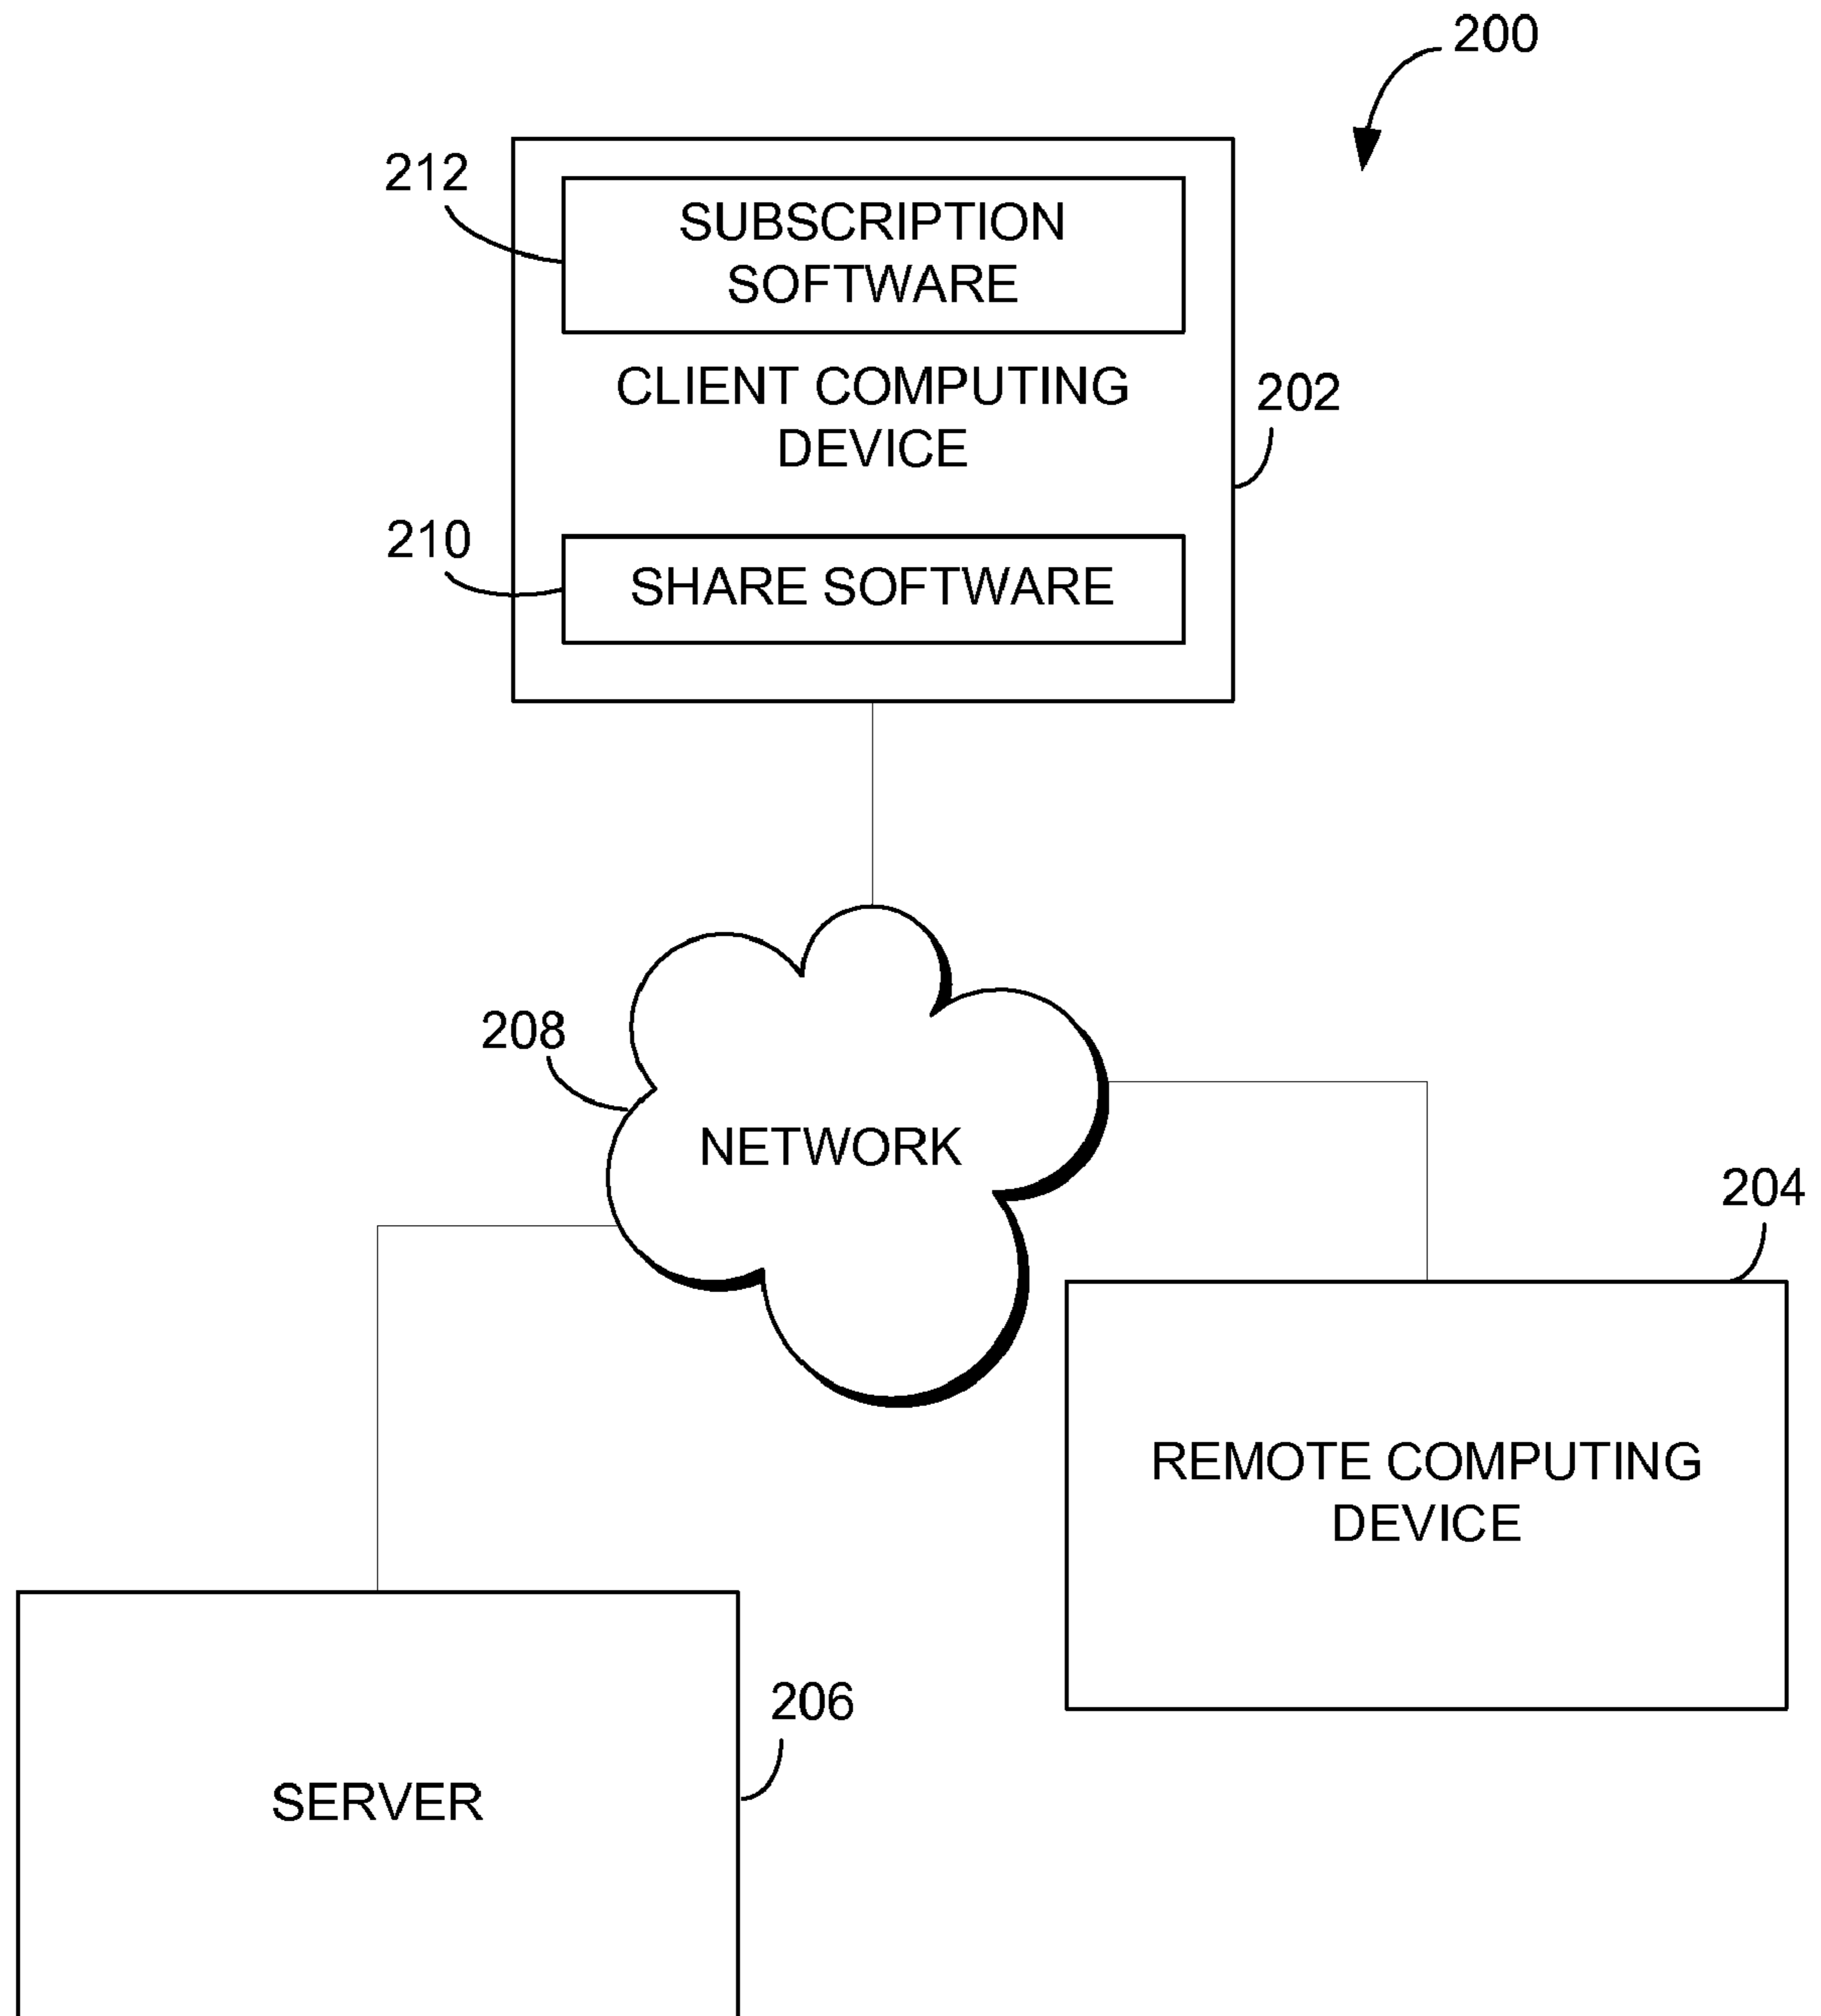 200
212
SUBSCRIPTION
SOFTWARE
CLIENT COMPUTING
DEVICE
202
210
SHARE SOFTWARE
208
NETWORK
204
REMOTE COMPUTING
DEVICE
206
SERVER